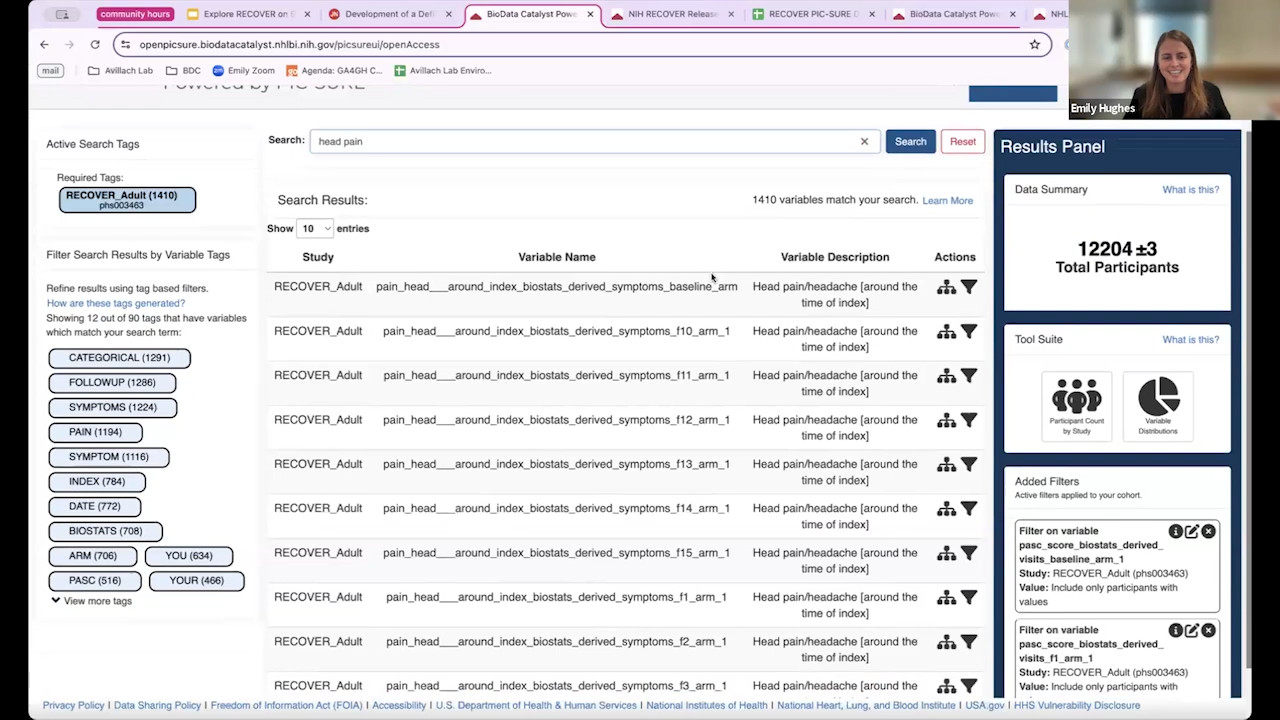 community hours
Explore RECOVER on E
Development of a Defi
BioData Catalyst Powe
NIH RECOVER Releas
RECOVER PIC-SURE D
BioData Catalyst Pow
NHL
openpicsure.biodatacatalyst.nhlbi.nih.gov/picsureui/openAccess
mail
Avillach Lab
BDC
Emily Zoom
Agenda: GA4GH C...
Avillach Lab Enviro...
Emily Hughes
Powered by PIC-SURE
Active Search Tags
Required Tags:
RECOVER_Adult (1410)
phs003463
Filter Search Results by Variable Tags
Refine results using tag based filters.
How are these tags generated?
Showing 12 out of 90 tags that have variables
which match your search term:
CATEGORICAL (1291)
FOLLOWUP (1286)
SYMPTOMS (1224)
PAIN (1194)
SYMPTOM (1116)
INDEX (784)
DATE (772)
BIOSTATS (708)
ARM (706) YOU (634)
PASC (516) YOUR (466)
View more tags
Search: head pain Search Reset
Search Results: 1410 variables match your search. Learn More
Show 10 entries
Study Variable Name Variable Description Actions
RECOVER_Adult pain_head___around_index_biostats_derived_symptoms_baseline_arm Head pain/headache [around the
time of index]
RECOVER_Adult pain_head___around_index_biostats_derived_symptoms_f10_arm_1 Head pain/headache [around the
time of index]
RECOVER_Adult pain_head___around_index_biostats_derived_symptoms_f11_arm_1 Head pain/headache [around the
time of index]
RECOVER_Adult pain_head___around_index_biostats_derived_symptoms_f12_arm_1 Head pain/headache [around the
time of index]
RECOVER_Adult pain_head___around_index_biostats_derived_symptoms_f13_arm_1 Head pain/headache [around the
time of index]
RECOVER_Adult pain_head___around_index_biostats_derived_symptoms_f14_arm_1 Head pain/headache [around the
time of index]
RECOVER_Adult pain_head___around_index_biostats_derived_symptoms_f15_arm_1 Head pain/headache [around the
time of index]
RECOVER_Adult pain_head___around_index_biostats_derived_symptoms_f1_arm_1 Head pain/headache [around the
time of index]
RECOVER_Adult pain_head___around_index_biostats_derived_symptoms_f2_arm_1 Head pain/headache [around the
time of index]
RECOVER_Adult pain_head___around_index_biostats_derived_symptoms_f3_arm_1 Head pain/headache [around the
Results Panel
Data Summary What is this?
12204 ±3
Total Participants
Tool Suite What is this?
Participant Count
by Study
Variable
Distributions
Added Filters
Active filters applied to your cohort.
Filter on variable
pasc_score_biostats_derived_
visits_baseline_arm_1
Study: RECOVER_Adult (phs003463)
Value: Include only participants with
values
Filter on variable
pasc_score_biostats_derived_
visits_f1_arm_1
Study: RECOVER_Adult (phs003463)
Value: Include only participants with
Privacy Policy | Data Sharing Policy | Freedom of Information Act (FOIA) | Accessibility | U.S. Department of Health & Human Services | National Institutes of Health | National Heart, Lung, and Blood Institute | USA.gov | HHS Vulnerability Disclosure